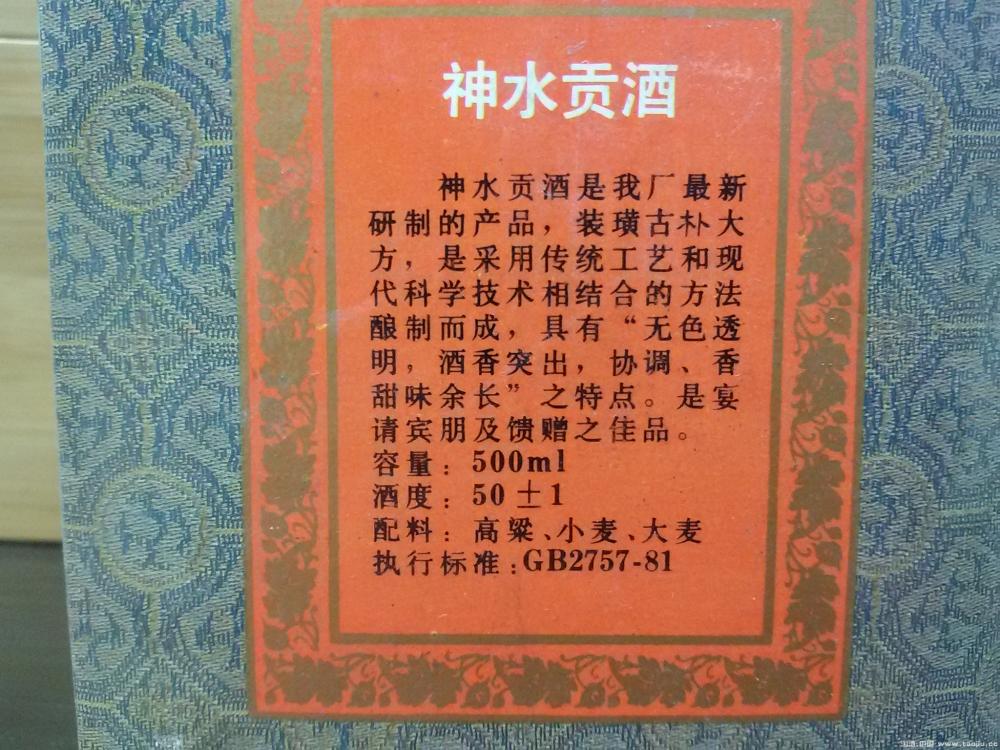 神水贡酒
神水贡酒是我厂最新
研制的产品，装璜古朴大
方，是采用传统工艺和现
代科学技术相结合的方法
酿制而成，具有“无色透
明，酒香突出，协调、香
甜味余长”之特点。是宴
请宾朋及馈赠之佳品。
容量：500ml
酒度：50±1
配料：高粱、小麦、大麦
执行标准：GB2757-81